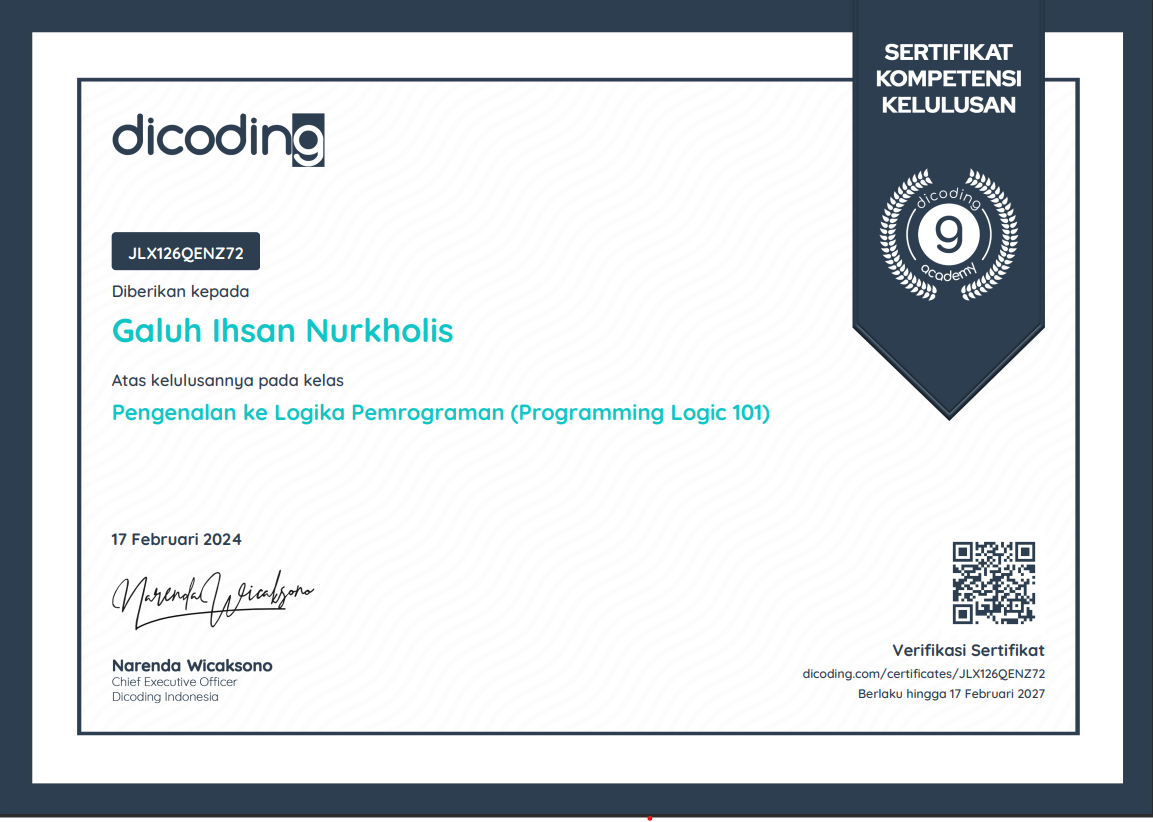 SERTIFIKAT
KOMPETENSI
KELULUSAN
dicoding
dicoding
9
academy
JLX126QENZ72
Diberikan kepada
Galuh Ihsan Nurkholis
Atas kelulusannya pada kelas
Pengenalan ke Logika Pemrograman (Programming Logic 101)
17 Februari 2024
Narenda Wicaksono
Narenda Wicaksono
Chief Executive Officer
Dicoding Indonesia
Verifikasi Sertifikat
dicoding.com/certificates/JLX126QENZ72
Berlaku hingga 17 Februari 2027